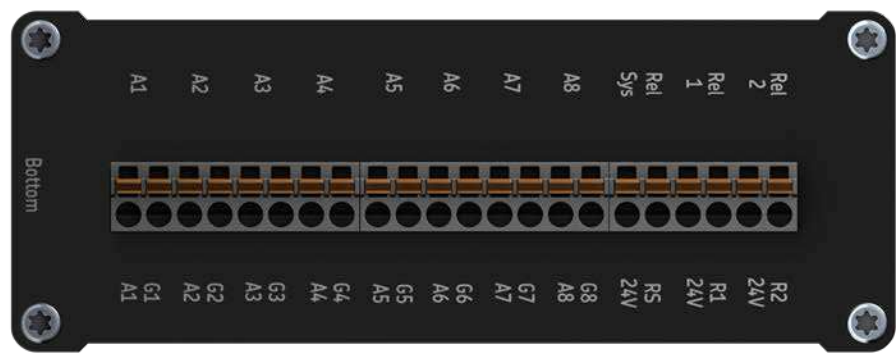 A1 A2 A3 A4 A5 A6 A7 A8 Rel Sys Rel 1 Rel 2
Bottom
A1 G1 A2 G2 A3 G3 A4 G4 A5 G5 A6 G6 A7 G7 A8 G8 24V RS 24V R1 24V R2